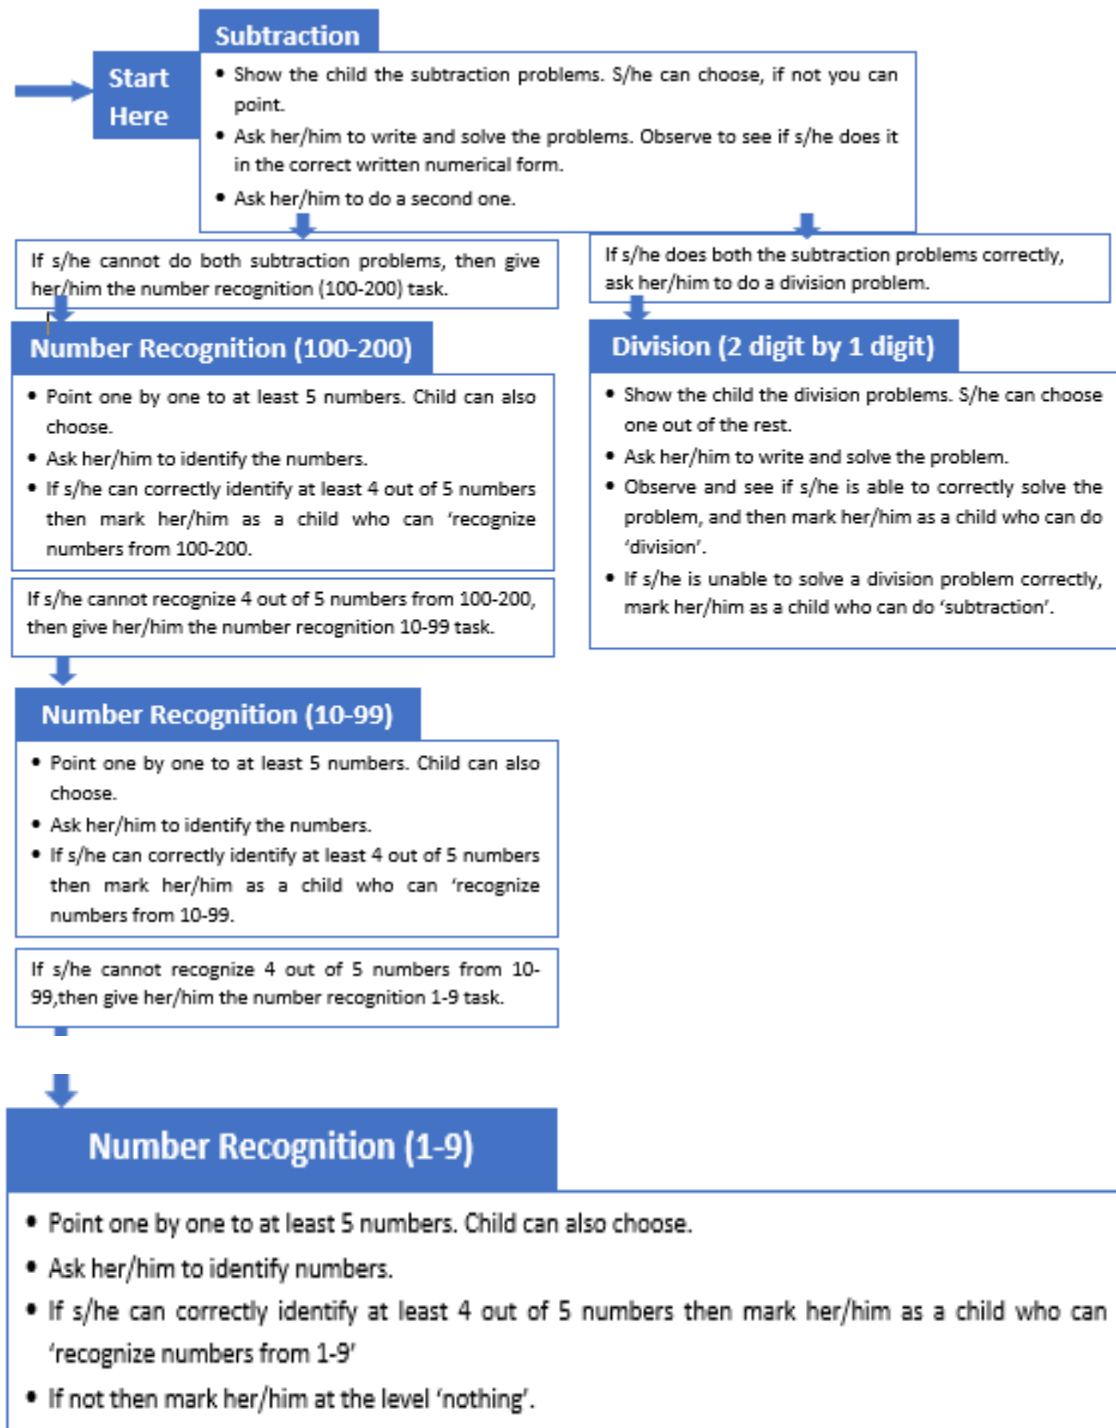 Subtraction
Start
Here
• Show the child the subtraction problems. S/he can choose, if not you can
point.
• Ask her/him to write and solve the problems. Observe to see if s/he does it
in the correct written numerical form.
• Ask her/him to do a second one.
If s/he cannot do both subtraction problems, then give
her/him the number recognition (100-200) task.
If s/he does both the subtraction problems correctly,
ask her/him to do a division problem.
Number Recognition (100-200)
• Point one by one to at least 5 numbers. Child can also
choose.
• Ask her/him to identify the numbers.
• If s/he can correctly identify at least 4 out of 5 numbers
then mark her/him as a child who can ‘recognize
numbers from 100-200.
If s/he cannot recognize 4 out of 5 numbers from 100-200,
then give her/him the number recognition 10-99 task.
Division (2 digit by 1 digit)
• Show the child the division problems. S/he can choose
one out of the rest.
• Ask her/him to write and solve the problem.
• Observe and see if s/he is able to correctly solve the
problem, and then mark her/him as a child who can do
‘division’.
• If s/he is unable to solve a division problem correctly,
mark her/him as a child who can do ‘subtraction’.
Number Recognition (10-99)
• Point one by one to at least 5 numbers. Child can also
choose.
• Ask her/him to identify the numbers.
• If s/he can correctly identify at least 4 out of 5 numbers
then mark her/him as a child who can ‘recognize
numbers from 10-99.
If s/he cannot recognize 4 out of 5 numbers from 10-
99,then give her/him the number recognition 1-9 task.
Number Recognition (1-9)
• Point one by one to at least 5 numbers. Child can also choose.
• Ask her/him to identify numbers.
• If s/he can correctly identify at least 4 out of 5 numbers then mark her/him as a child who can
‘recognize numbers from 1-9’
• If not then mark her/him at the level ‘nothing’.